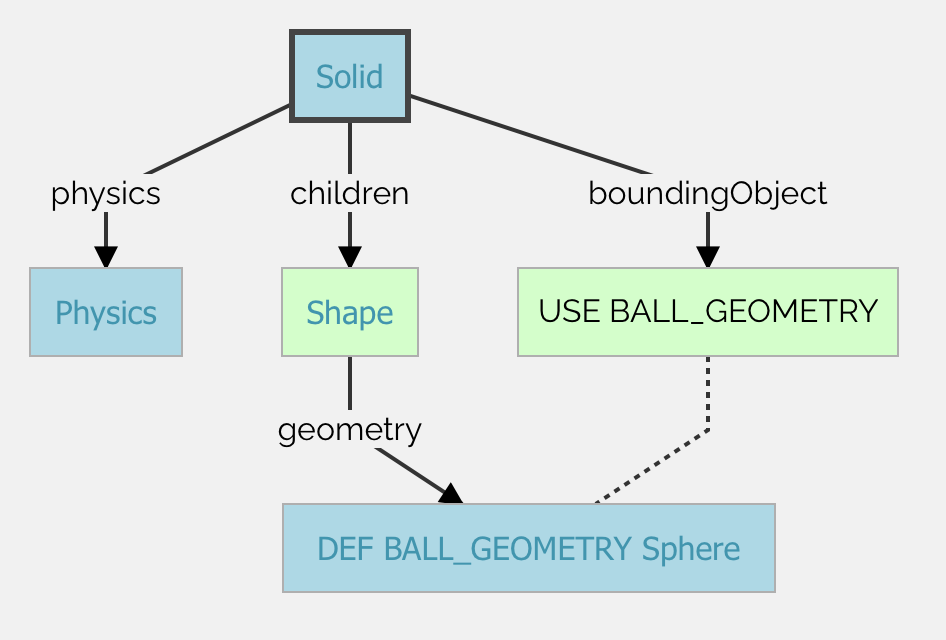 Solid
physics
children
boundingObject
Physics
Shape
USE BALL_GEOMETRY
geometry
DEF BALL_GEOMETRY Sphere